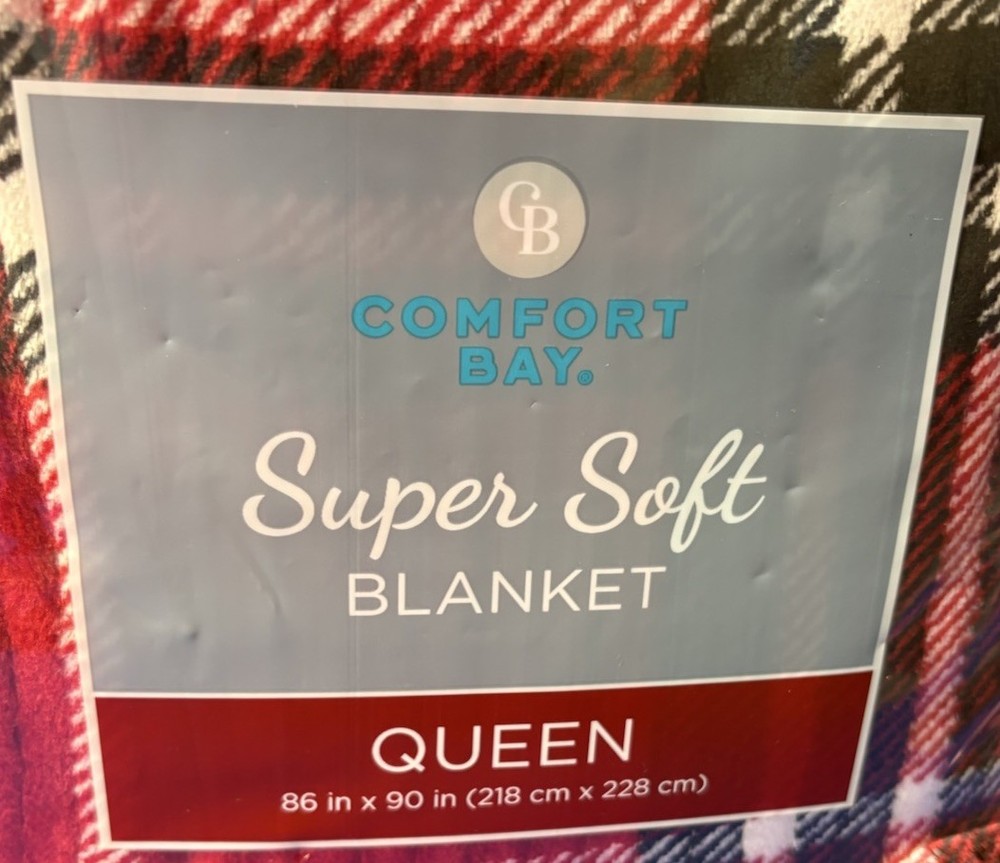 CB
COMFORT
BAY®
Super Soft
BLANKET
QUEEN
86 in x 90 in (218 cm x 228 cm)